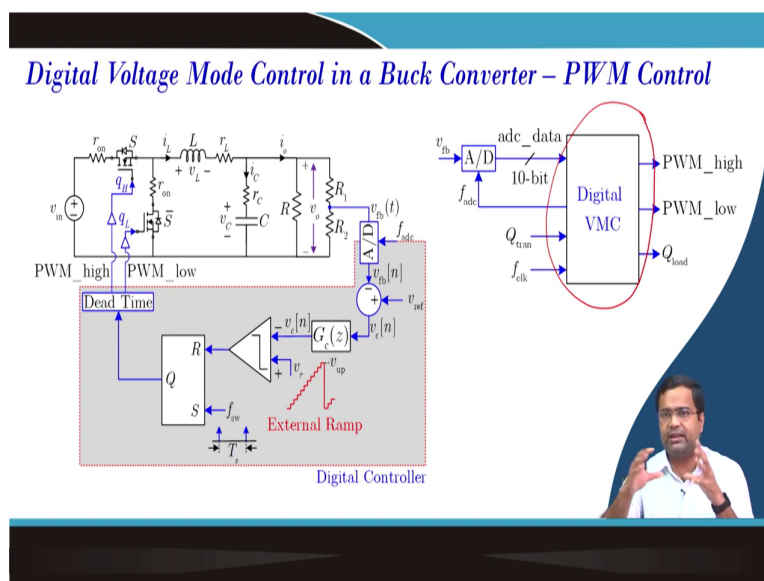 Digital Voltage Mode Control in a Buck Converter – PWM Control
r_on S i_L L r_L i_o
+ v_L −
q_H
v_in
r_on
q_L S̅
i_C
r_C
+ v_C − C
R
+ v_o −
R_1
R_2
v_fb(t)
A/D
f_adc
PWM_high PWM_low
Dead Time
v_fb[n]
− +
v_ref
v_c[n]
G_c(z)
v_c[n]
− +
v_r
v_up
R
Q
S
f_sw
T_s
External Ramp
Digital Controller
v_fb A/D adc_data
10-bit
f_adc
Q_tran
f_clk
Digital
VMC
PWM_high
PWM_low
Q_load